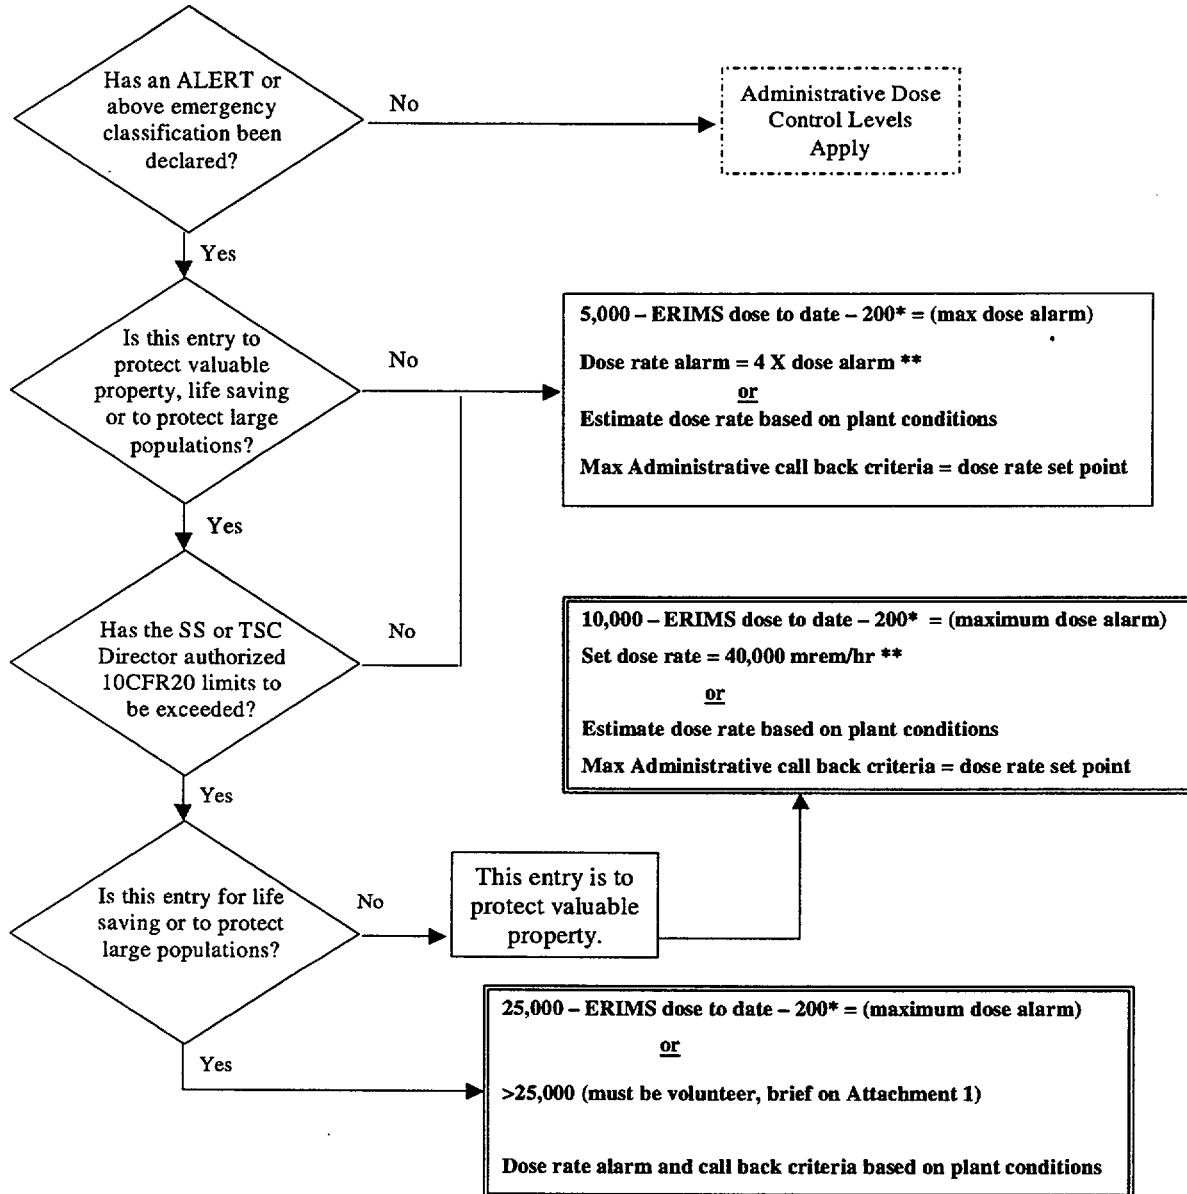 Has an ALERT or
above emergency
classification been
declared?
No
Administrative Dose
Control Levels
Apply
Yes
Is this entry to
protect valuable
property, life saving
or to protect large
populations?
No
5,000 – ERIMS dose to date – 200* = (max dose alarm)
Dose rate alarm = 4 X dose alarm **
or
Estimate dose rate based on plant conditions
Max Administrative call back criteria = dose rate set point
Yes
Has the SS or TSC
Director authorized
10CFR20 limits to
be exceeded?
No
10,000 – ERIMS dose to date – 200* = (maximum dose alarm)
Set dose rate = 40,000 mrem/hr **
or
Estimate dose rate based on plant conditions
Max Administrative call back criteria = dose rate set point
Yes
Is this entry for life
saving or to protect
large populations?
No
This entry is to
protect valuable
property.
Yes
25,000 – ERIMS dose to date – 200* = (maximum dose alarm)
or
>25,000 (must be volunteer, brief on Attachment 1)
Dose rate alarm and call back criteria based on plant conditions